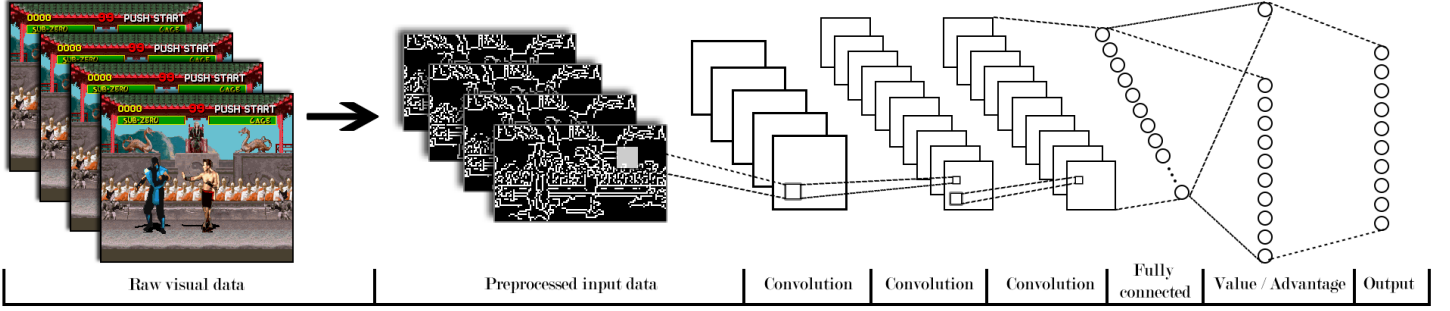 0000 99 PUSH START
SUB-ZERO CAGE
0000 99 PUSH START
SUB-ZERO CAGE
0000 99 PUSH START
SUB-ZERO CAGE
0000 99 PUSH START
SUB-ZERO CAGE
Raw visual data
Preprocessed input data
Convolution
Convolution
Convolution
Fully
connected
Value / Advantage
Output